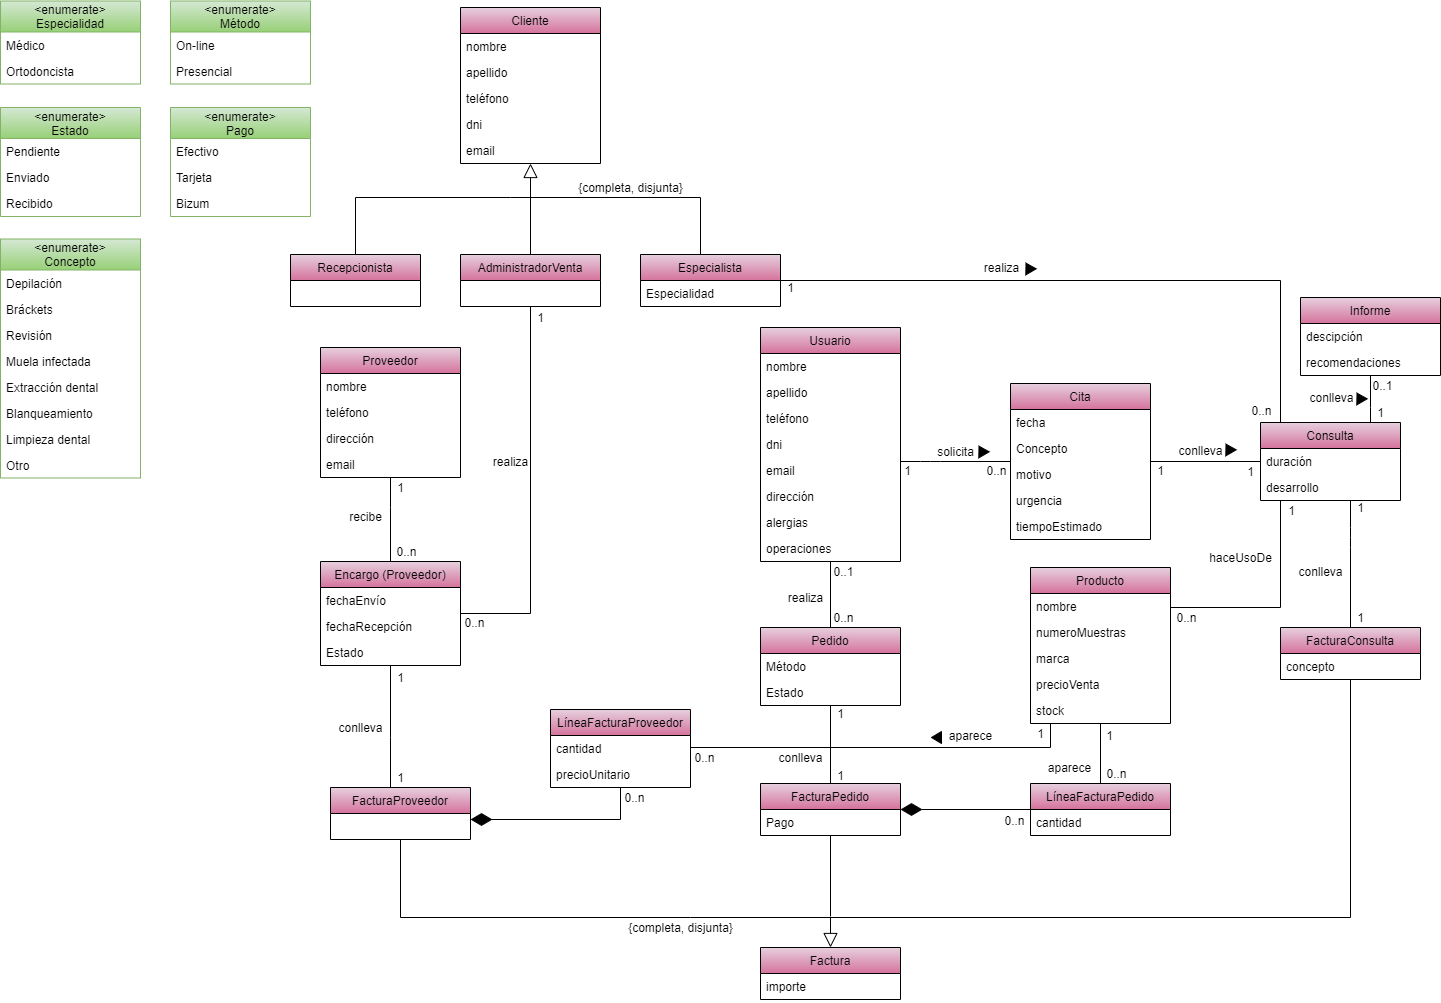 <enumerate>
Especialidad
Médico
Ortodoncista
<enumerate>
Método
On-line
Presencial
<enumerate>
Estado
Pendiente
Enviado
Recibido
<enumerate>
Pago
Efectivo
Tarjeta
Bizum
<enumerate>
Concepto
Depilación
Bráckets
Revisión
Muela infectada
Extracción dental
Blanqueamiento
Limpieza dental
Otro
Cliente
nombre
apellido
teléfono
dni
email
{completa, disjunta}
Recepcionista
AdministradorVenta
1
Especialista
Especialidad
1
realiza
0..n
Informe
descipción
recomendaciones
0..1
conlleva
1
Proveedor
nombre
teléfono
dirección
email
1
recibe
0..n
realiza
Usuario
nombre
apellido
teléfono
dni
email
dirección
alergias
operaciones
1
solicita
0..n
Cita
fecha
Concepto
motivo
urgencia
tiempoEstimado
1
conlleva
1
Consulta
duración
desarrollo
1
1
haceUsoDe
0..n
conlleva
1
Encargo (Proveedor)
fechaEnvío
fechaRecepción
Estado
0..n
1
conlleva
1
0..1
realiza
0..n
Pedido
Método
Estado
1
conlleva
1
Producto
nombre
numeroMuestras
marca
precioVenta
stock
1
aparece
1
aparece
0..n
FacturaConsulta
concepto
LíneaFacturaProveedor
cantidad
precioUnitario
0..n
0..n
FacturaProveedor
FacturaPedido
Pago
0..n
LíneaFacturaPedido
cantidad
{completa, disjunta}
Factura
importe